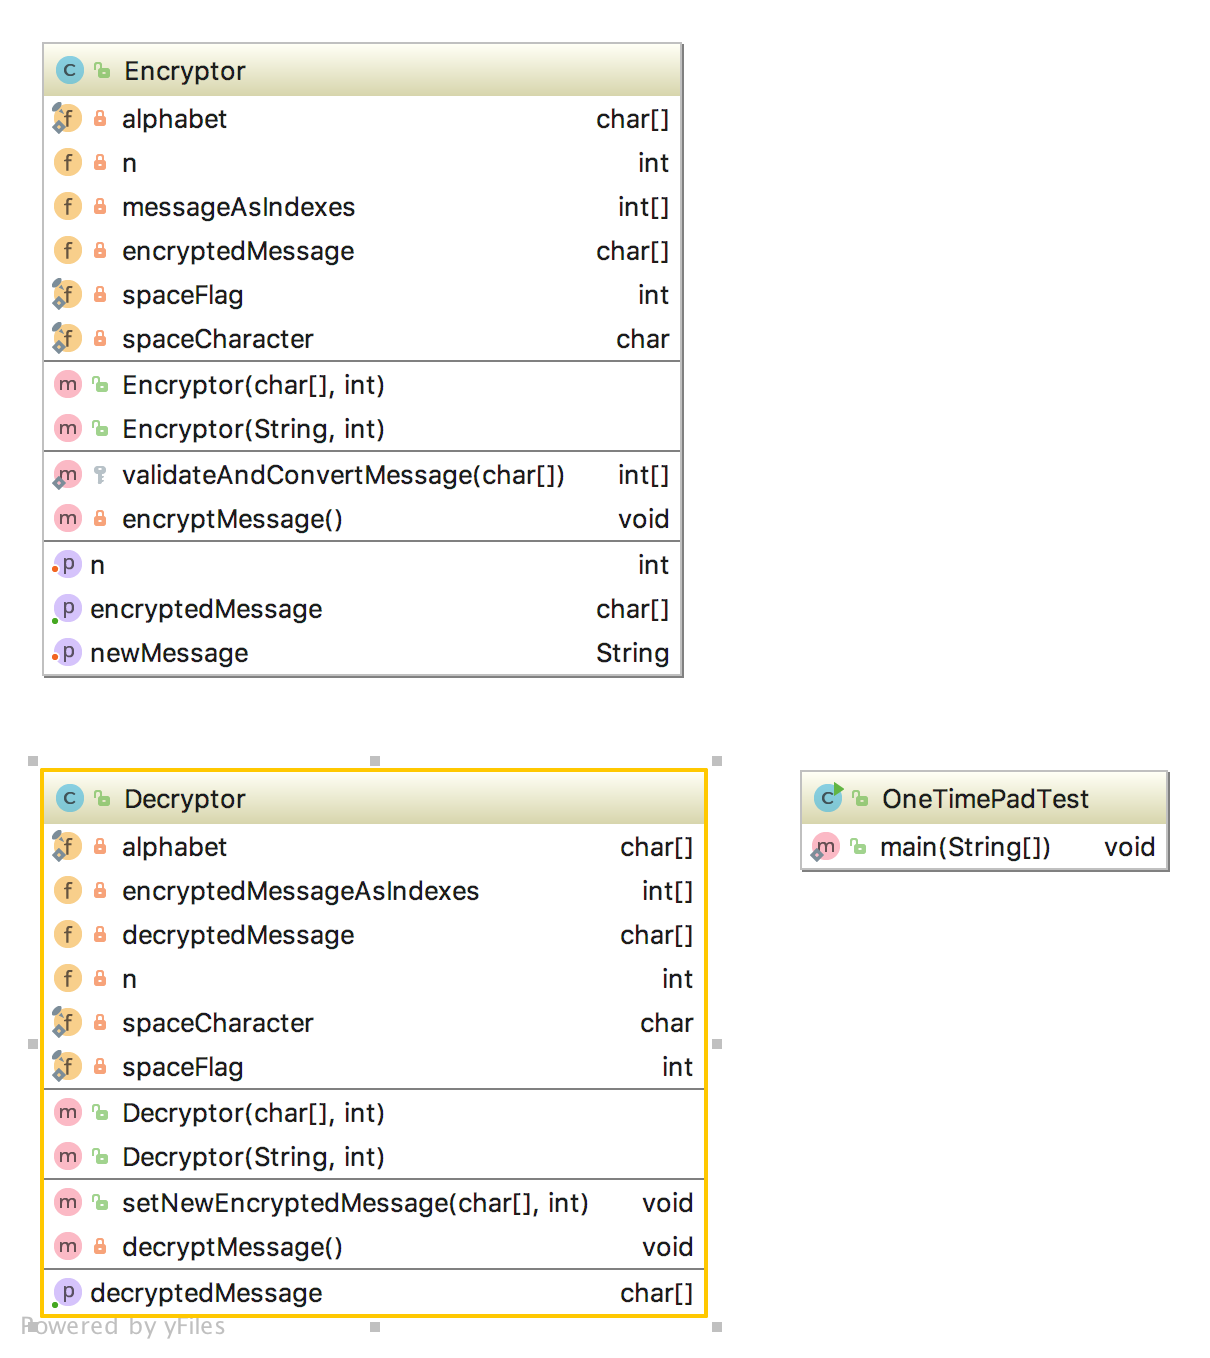 Encryptor
alphabet char[]
n int
messageAsIndexes int[]
encryptedMessage char[]
spaceFlag int
spaceCharacter char
Encryptor(char[], int)
Encryptor(String, int)
validateAndConvertMessage(char[]) int[]
encryptMessage() void
n int
encryptedMessage char[]
newMessage String
Decryptor
alphabet char[]
encryptedMessageAsIndexes int[]
decryptedMessage char[]
n int
spaceCharacter char
spaceFlag int
Decryptor(char[], int)
Decryptor(String, int)
setNewEncryptedMessage(char[], int) void
decryptMessage() void
decryptedMessage char[]
OneTimePadTest
main(String[]) void
Powered by yFiles